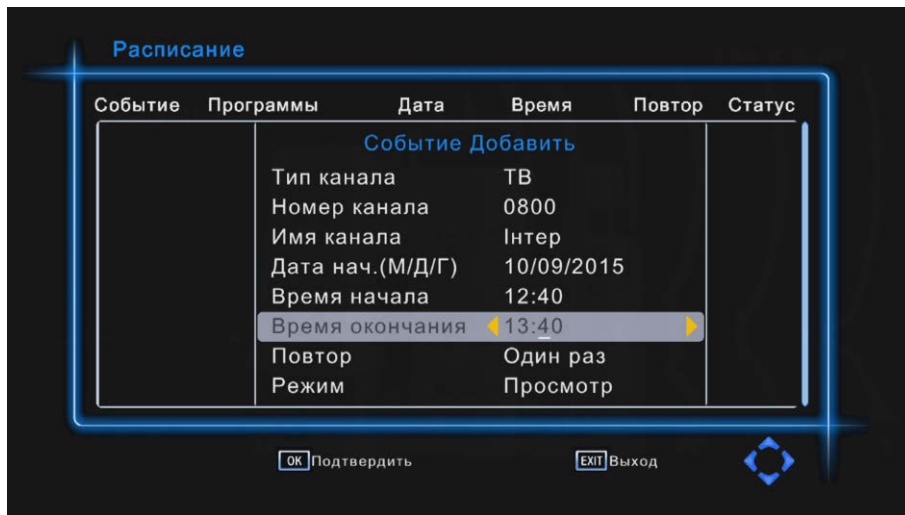 Расписание
Событие Программы Дата Время Повтор Статус
Событие Добавить
Тип канала ТВ
Номер канала 0800
Имя канала Інтер
Дата нач.(М/Д/Г) 10/09/2015
Время начала 12:40
Время окончания 13:40
Повтор Один раз
Режим Просмотр
OK Подтвердить EXIT Выход